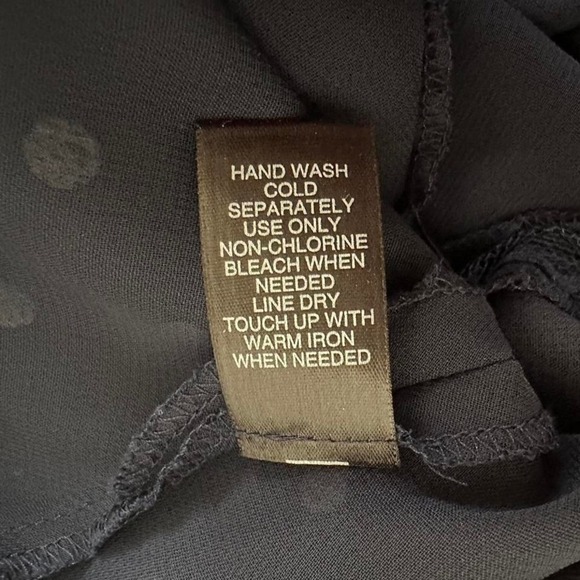 HAND WASH
COLD
SEPARATELY
USE ONLY
NON-CHLORINE
BLEACH WHEN
NEEDED
LINE DRY
TOUCH UP WITH
WARM IRON
WHEN NEEDED